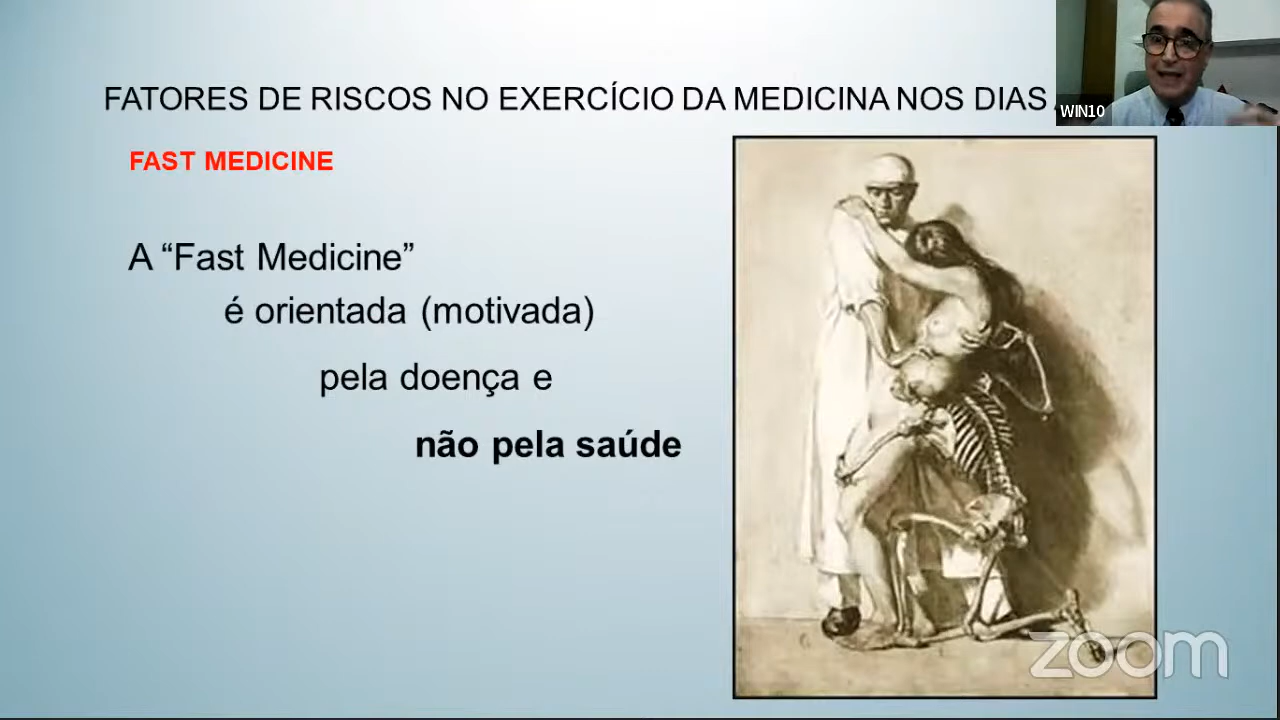 FATORES DE RISCOS NO EXERCÍCIO DA MEDICINA NOS DIAS
WIN10
FAST MEDICINE
A “Fast Medicine”
é orientada (motivada)
pela doença e
não pela saúde
zoom